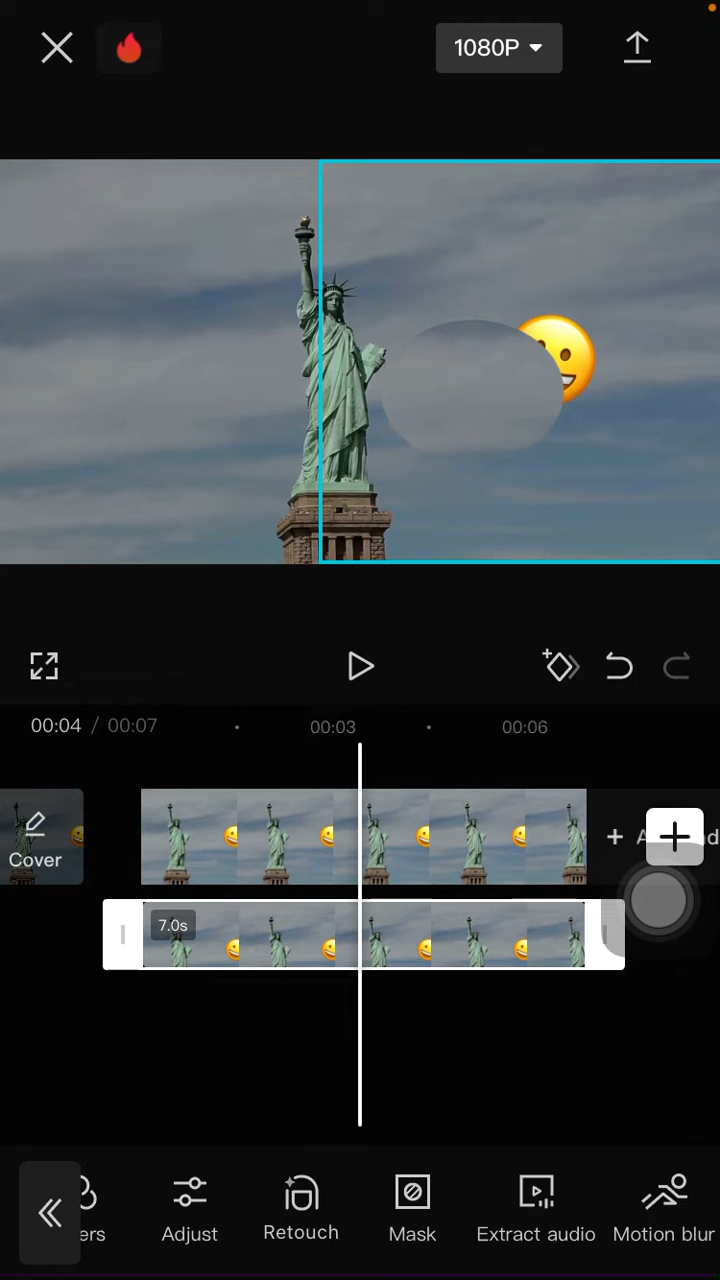 1080P
00:04 / 00:07
00:03
00:06
Cover
7.0s
ers
Adjust
Retouch
Mask
Extract audio
Motion blur